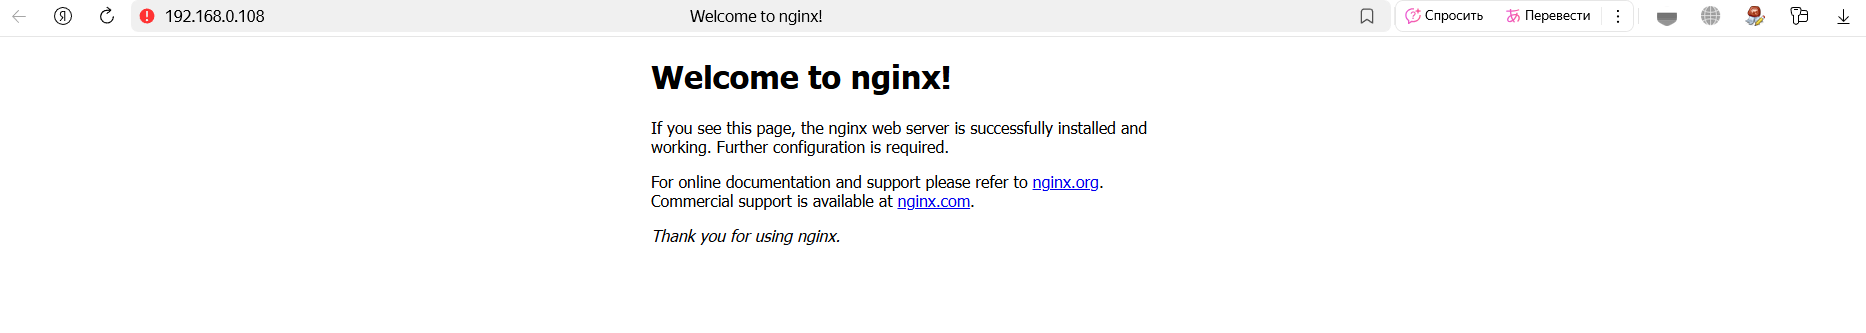 Я
192.168.0.108
Welcome to nginx!
Спросить
Перевести
Welcome to nginx!
If you see this page, the nginx web server is successfully installed and
working. Further configuration is required.
For online documentation and support please refer to nginx.org.
Commercial support is available at nginx.com.
Thank you for using nginx.